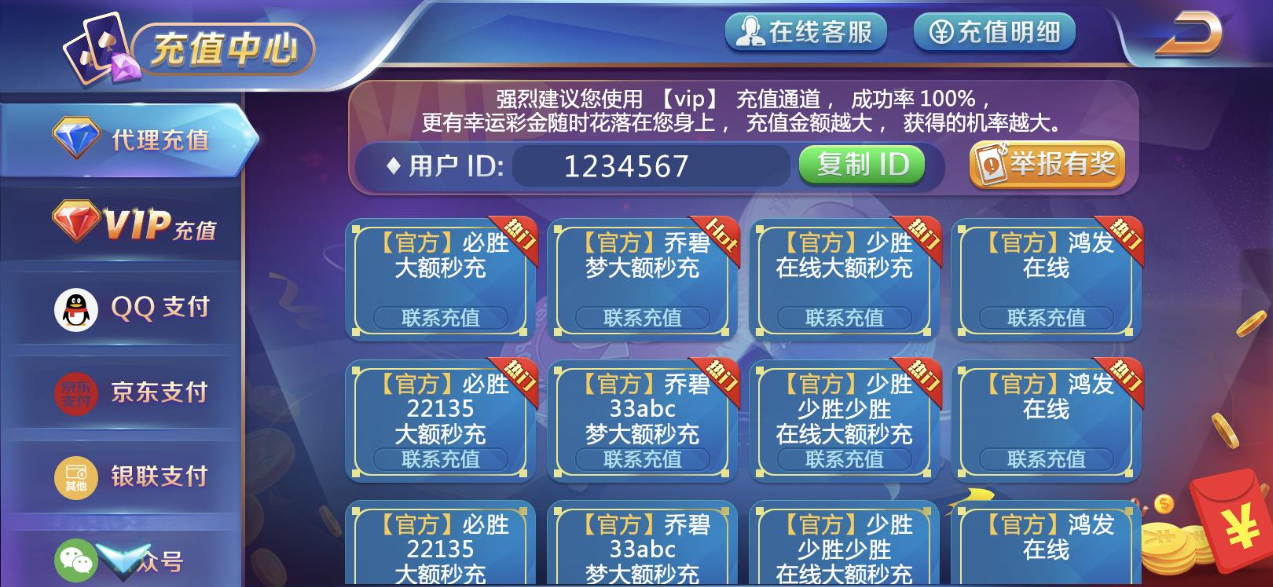 充值中心
在线客服
充值明细
强烈建议您使用 【vip】 充值通道， 成功率 100%，
更有幸运彩金随时花落在您身上， 充值金额越大， 获得的机率越大。
用户 ID:
1234567
复制 ID
举报有奖
代理充值
VIP充值
QQ 支付
京东
支付
京东支付
其他
银联支付
众号
热门
【官方】必胜
大额秒充
联系充值
Hot
【官方】乔碧
梦大额秒充
联系充值
热门
【官方】少胜
在线大额秒充
联系充值
热门
【官方】鸿发
在线
联系充值
热门
【官方】必胜
22135
大额秒充
联系充值
热门
【官方】乔碧
33abc
梦大额秒充
联系充值
热门
【官方】少胜
少胜少胜
在线大额秒充
联系充值
热门
【官方】鸿发
在线
联系充值
【官方】必胜
22135
大额秒充
【官方】乔碧
33abc
梦大额秒充
【官方】少胜
少胜少胜
在线大额秒充
【官方】鸿发
在线